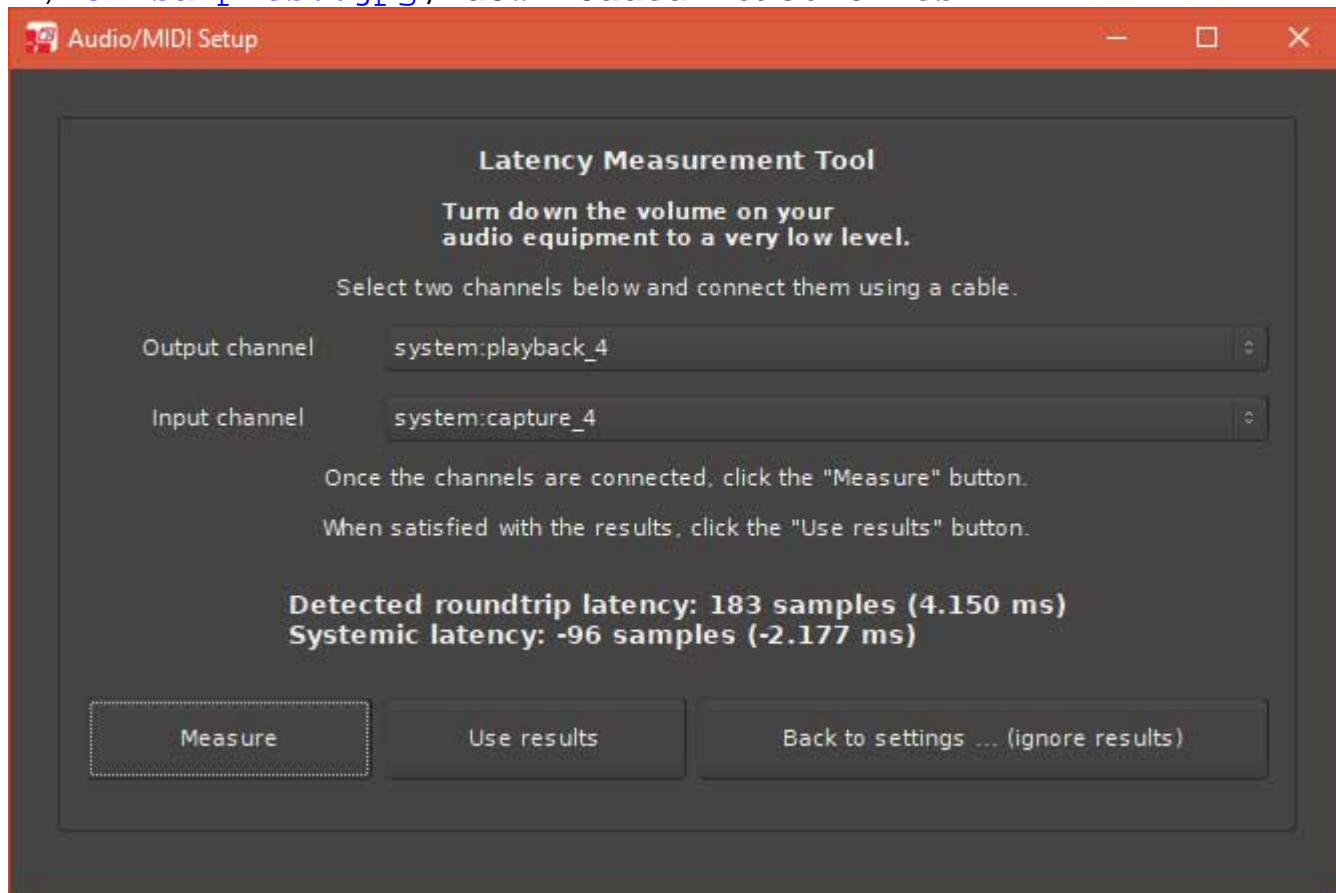 Audio/MIDI Setup
Latency Measurement Tool
Turn down the volume on your
audio equipment to a very low level.
Select two channels below and connect them using a cable.
Output channel
system:playback_4
Input channel
system:capture_4
Once the channels are connected, click the "Measure" button.
When satisfied with the results, click the "Use results" button.
Detected roundtrip latency: 183 samples (4.150 ms)
Systemic latency: -96 samples (-2.177 ms)
Measure
Use results
Back to settings ... (ignore results)